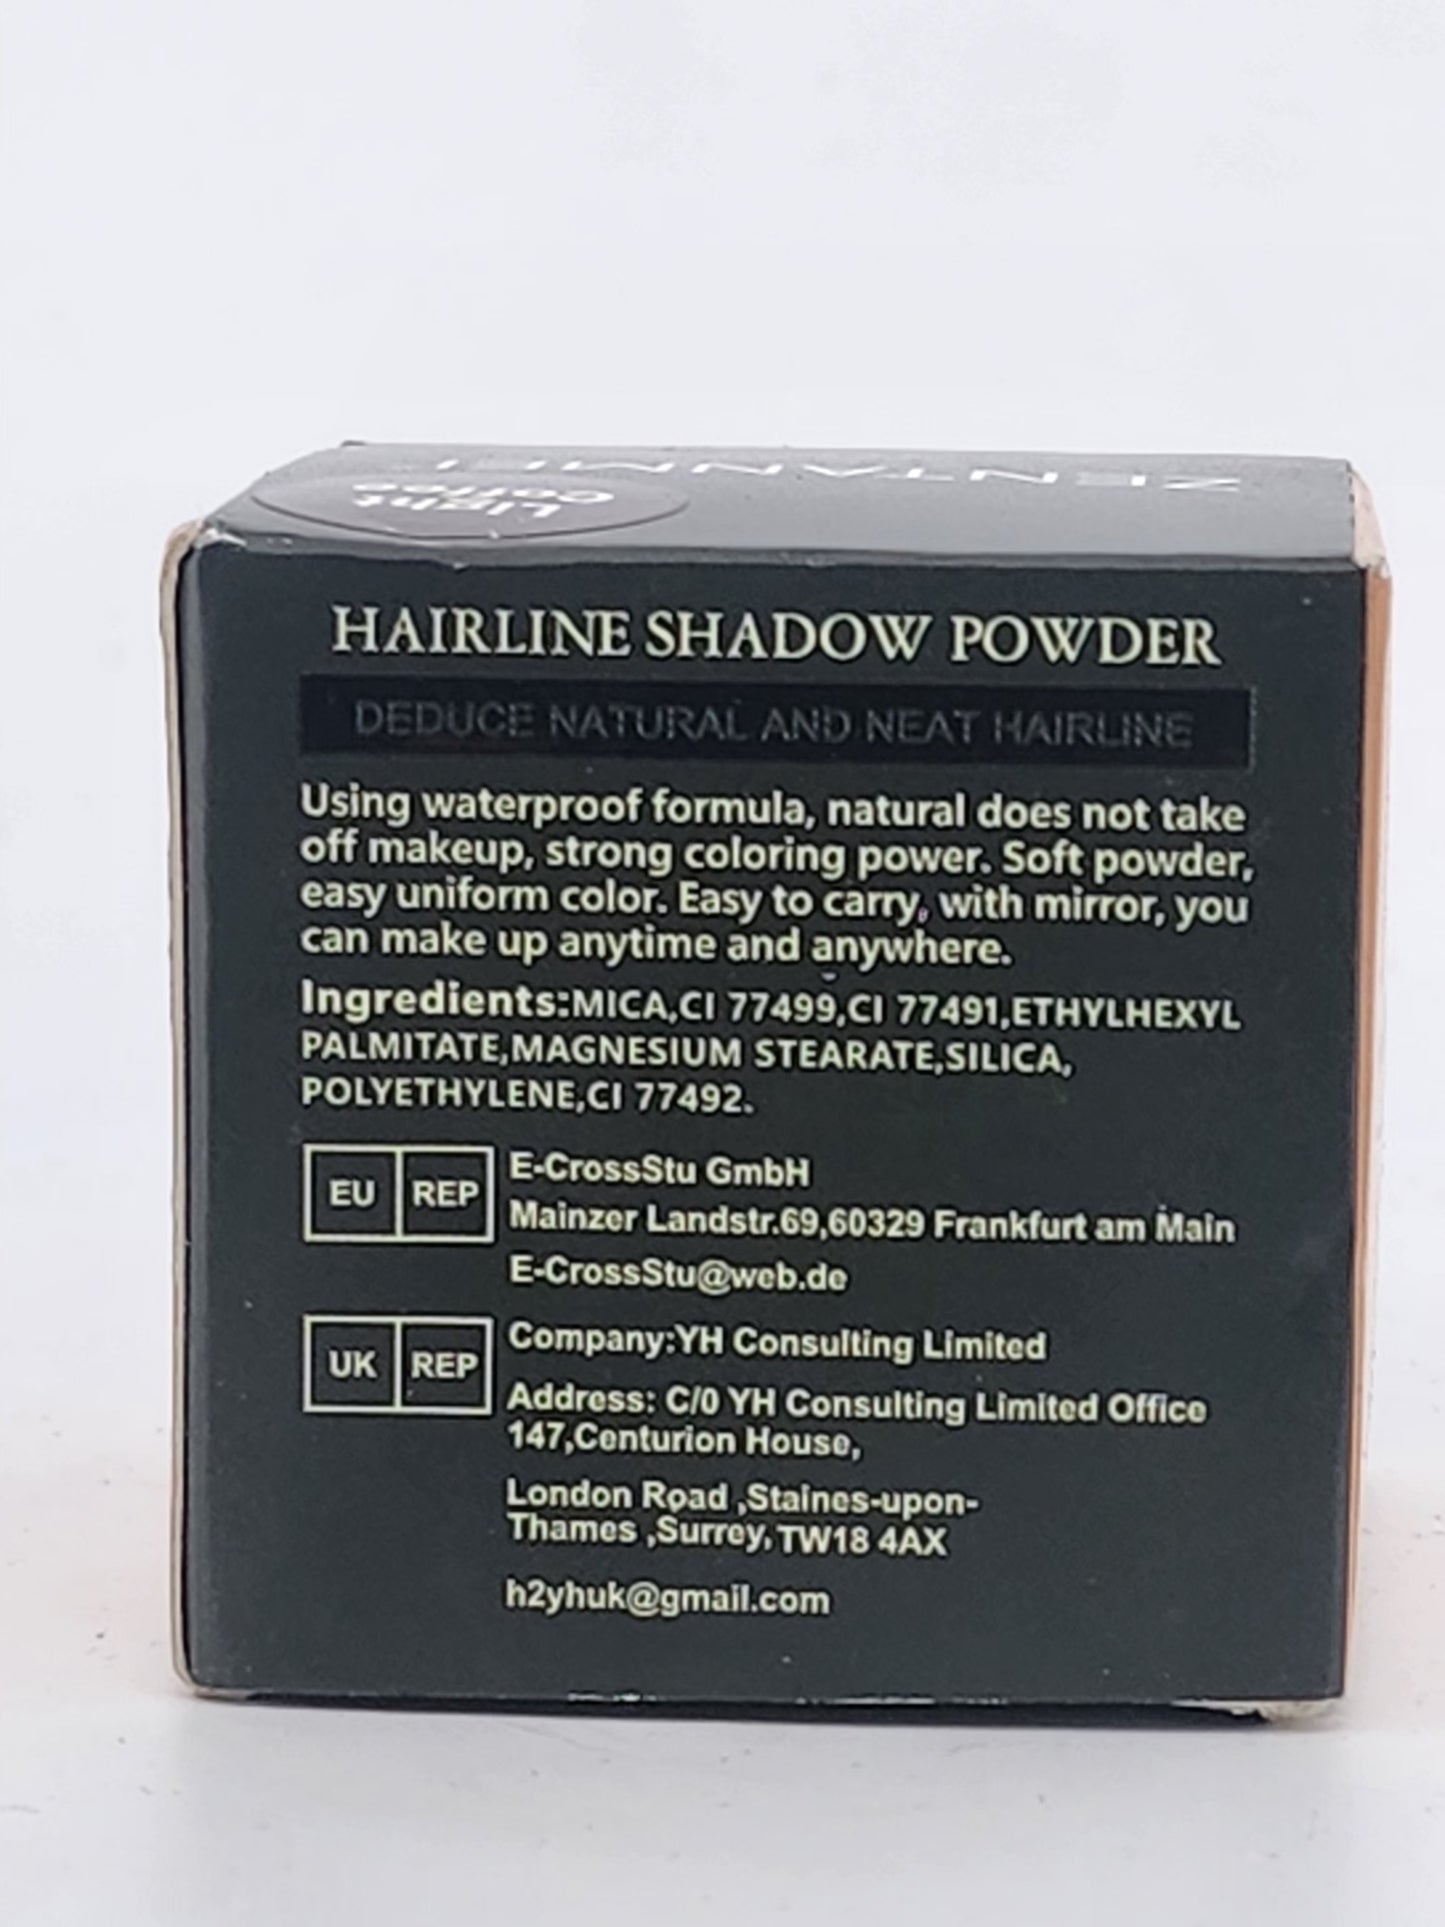 ZENTANMEI
Light
Coffee
HAIRLINE SHADOW POWDER
DEDUCE NATURAL AND NEAT HAIRLINE
Using waterproof formula, natural does not take
off makeup, strong coloring power. Soft powder,
easy uniform color. Easy to carry, with mirror, you
can make up anytime and anywhere.
Ingredients:MICA,CI 77499,CI 77491,ETHYLHEXYL
PALMITATE,MAGNESIUM STEARATE,SILICA,
POLYETHYLENE,CI 77492.
EU REP
E-CrossStu GmbH
Mainzer Landstr.69,60329 Frankfurt am Main
E-CrossStu@web.de
UK REP
Company:YH Consulting Limited
Address: C/0 YH Consulting Limited Office
147,Centurion House,
London Road ,Staines-upon-
Thames ,Surrey, TW18 4AX
h2yhuk@gmail.com